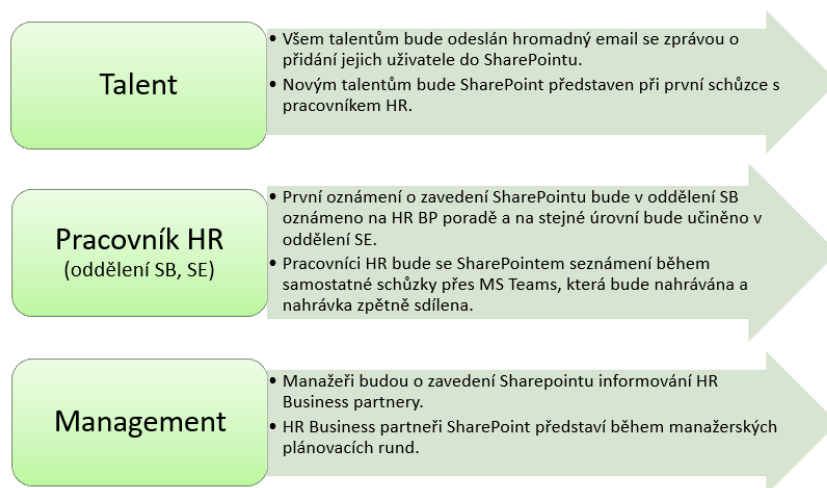 Talent
• Všem talentům bude odeslán hromadný email se zprávou o
přidání jejich uživatele do SharePointu.
• Novým talentům bude SharePoint představen při první schůzce s
pracovníkem HR.
Pracovník HR
(oddělení SB, SE)
• První oznámení o zavedení SharePointu bude v oddělení SB
oznámeno na HR BP poradě a na stejné úrovní bude učiněno v
oddělení SE.
• Pracovníci HR bude se SharePointem seznámení během
samostatné schůzky přes MS Teams, která bude nahrávána a
nahrávka zpětně sdílena.
Management
• Manažeři budou o zavedení Sharepointu informování HR
Business partnery.
• HR Business partneři SharePoint představí během manažerských
plánovacích rund.